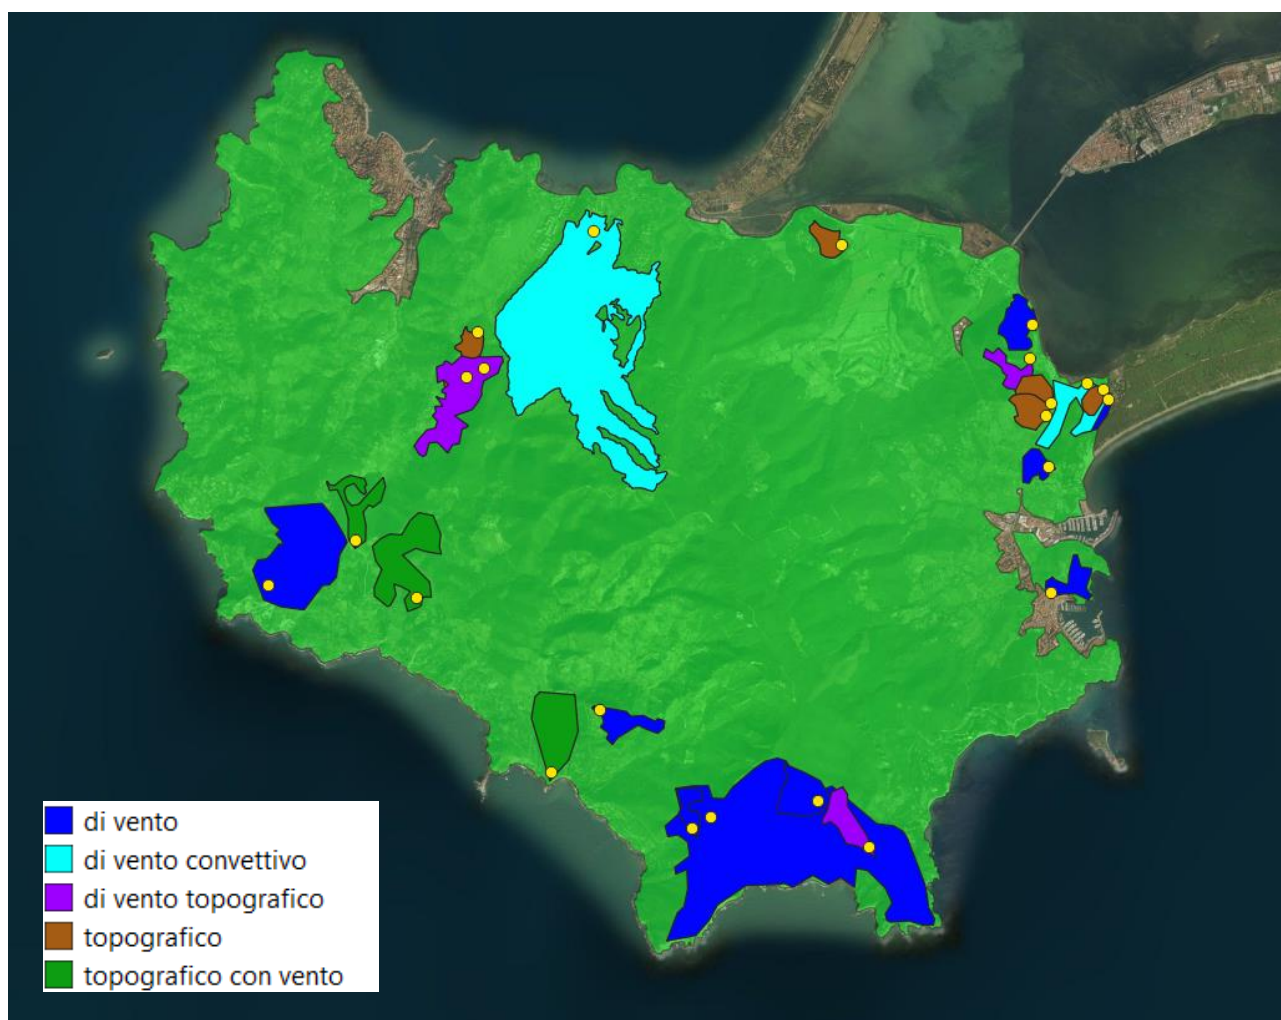 di vento
di vento convettivo
di vento topografico
topografico
topografico con vento